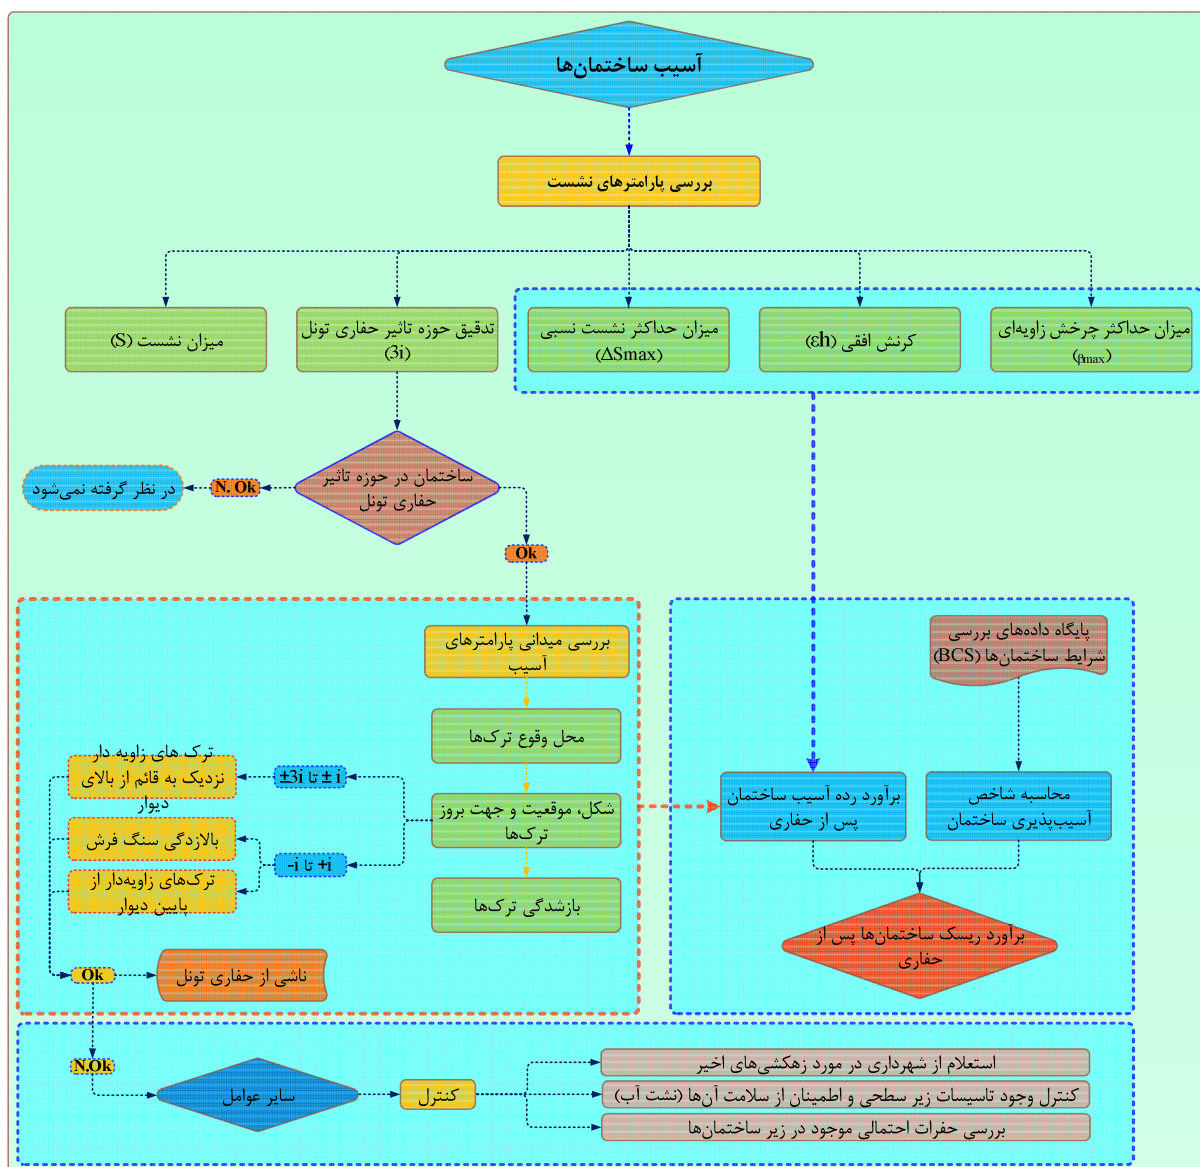 آسیب ساختمان‌ها
بررسی پارامترهای نشست
میزان حداکثر چرخش زاویه‌ای
(βmax)
کرنش افقی (εh)
میزان حداکثر نشست نسبی
(ΔSmax)
تدقیق حوزه تاثیر حفاری تونل
(3i)
میزان نشست (S)
ساختمان در حوزه تاثیر
حفاری تونل
N. Ok
در نظر گرفته نمی‌شود
Ok
بررسی میدانی پارامترهای
آسیب
محل وقوع ترک‌ها
شکل، موقعیت و جهت بروز
ترک‌ها
بازشدگی ترک‌ها
±i تا ±3i
ترک های زاویه دار
نزدیک به قائم از بالای
دیوار
+i تا -i
بالازدگی سنگ فرش
ترک‌های زاویه‌دار از
پایین دیوار
Ok
ناشی از حفاری تونل
پایگاه داده‌های بررسی
شرایط ساختمان‌ها (BCS)
محاسبه شاخص
آسیب‌پذیری ساختمان
برآورد رده آسیب ساختمان
پس از حفاری
برآورد ریسک ساختمان‌ها پس از
حفاری
N.Ok
سایر عوامل
کنترل
استعلام از شهرداری در مورد زهکشی‌های اخیر
کنترل وجود تاسیسات زیر سطحی و اطمینان از سلامت آن‌ها (نشت آب)
بررسی حفرات احتمالی موجود در زیر ساختمان‌ها